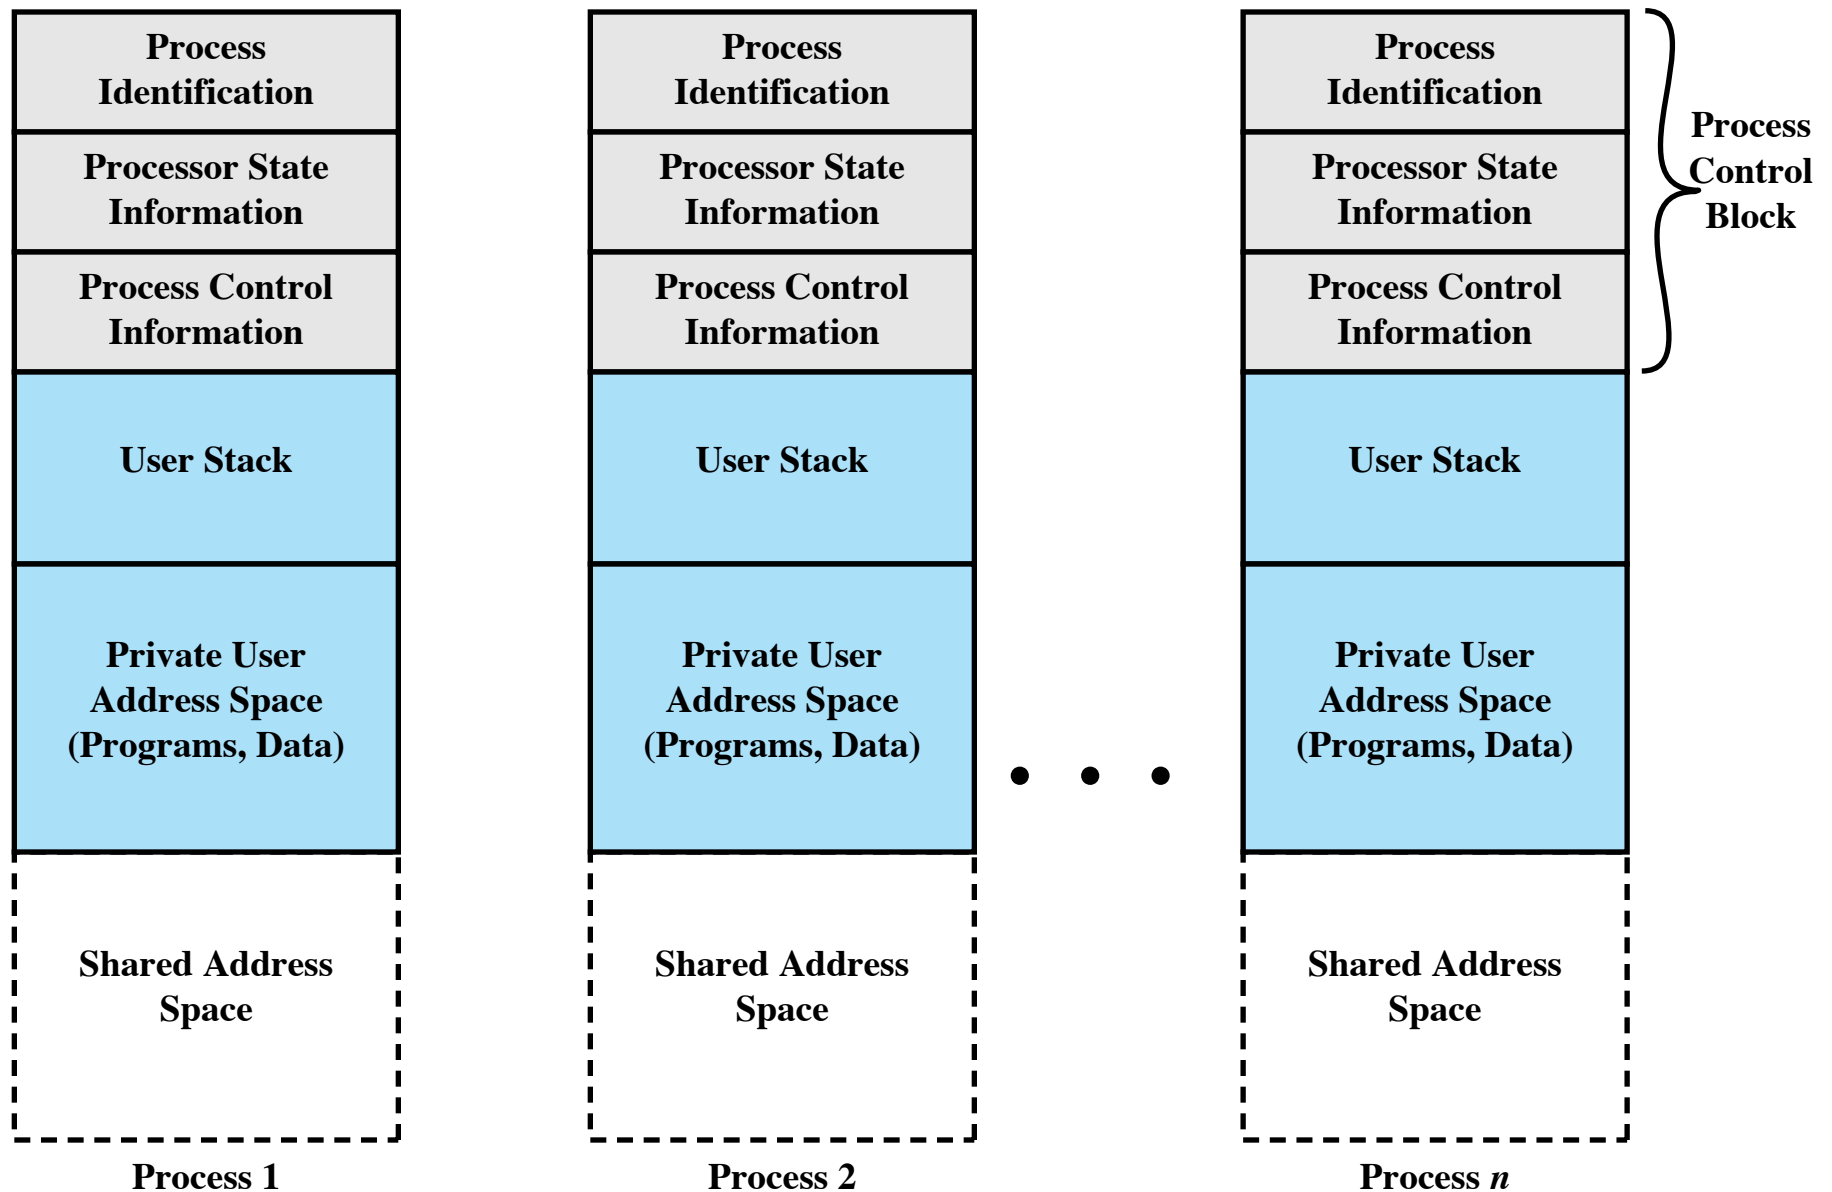 Process
Identification
Processor State
Information
Process Control
Information
User Stack
Private User
Address Space
(Programs, Data)
Shared Address
Space
Process 1
Process
Identification
Processor State
Information
Process Control
Information
User Stack
Private User
Address Space
(Programs, Data)
Shared Address
Space
Process 2
Process
Identification
Processor State
Information
Process Control
Information
User Stack
Private User
Address Space
(Programs, Data)
Shared Address
Space
Process n
Process
Control
Block